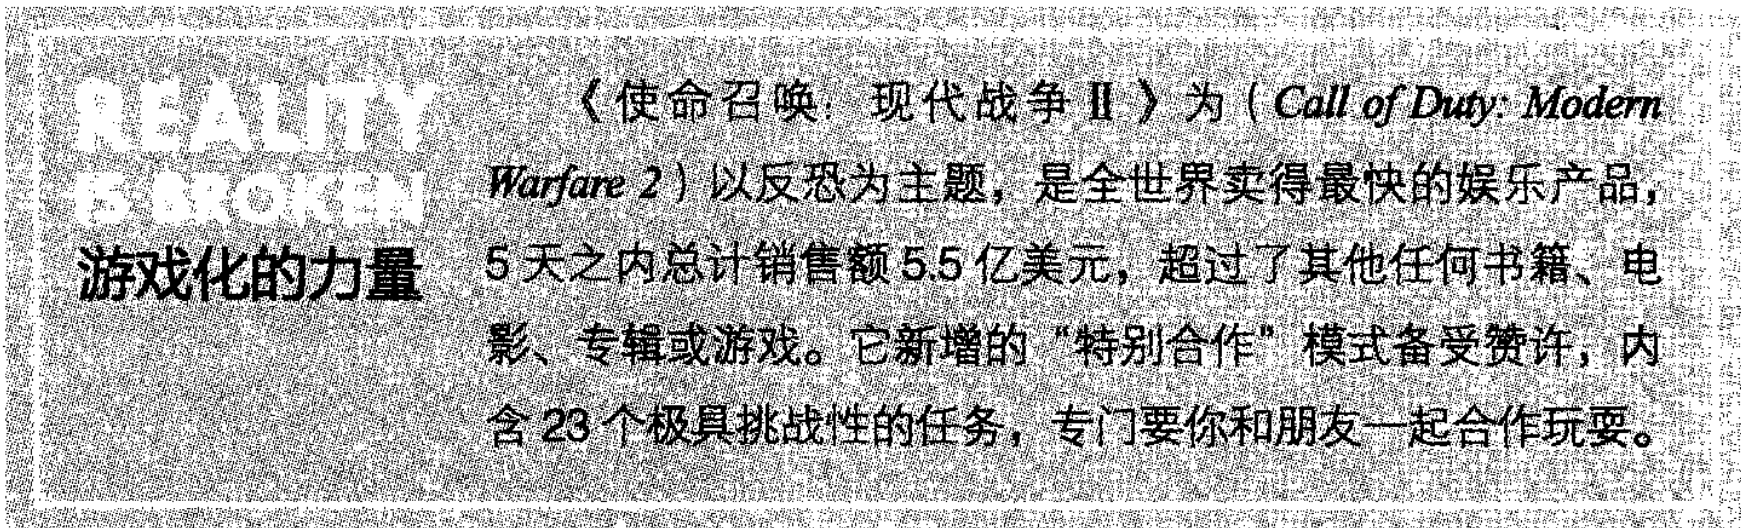 REALITY
IS BROKEN
游戏化的力量
《使命召唤：现代战争Ⅱ》为（Call of Duty: Modern
Warfare 2）以反恐为主题，是全世界卖得最快的娱乐产品，
5天之内总计销售额5.5亿美元，超过了其他任何书籍、电
影、专辑或游戏。它新增的“特别合作”模式备受赞许，内
含23个极具挑战性的任务，专门要你和朋友一起合作玩耍。